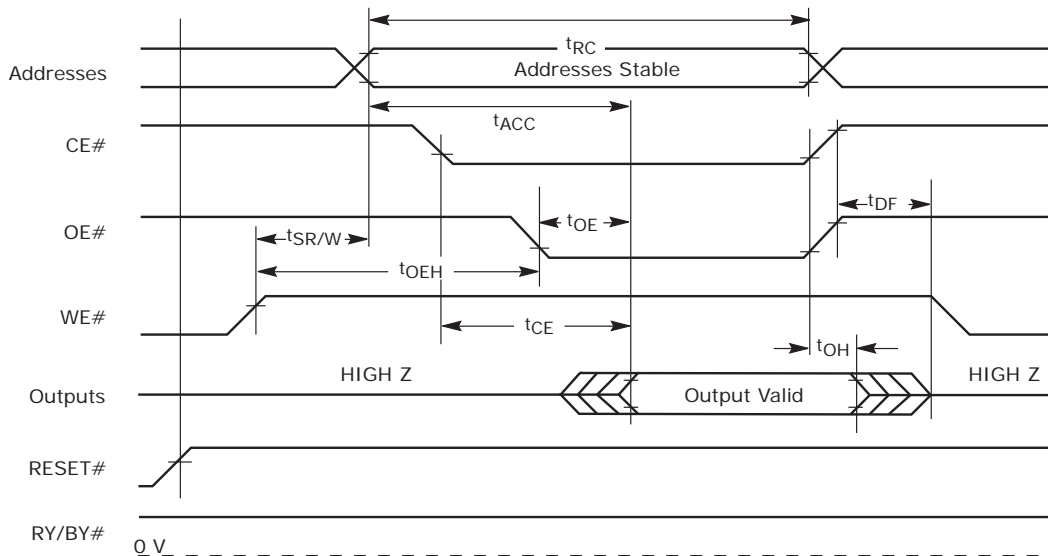 tRC
Addresses
Addresses Stable
tACC
CE#
tDF
tOE
OE#
tSR/W
tOEH
WE#
tCE
tOH
HIGH Z
HIGH Z
Outputs
Output Valid
RESET#
RY/BY#
0 V